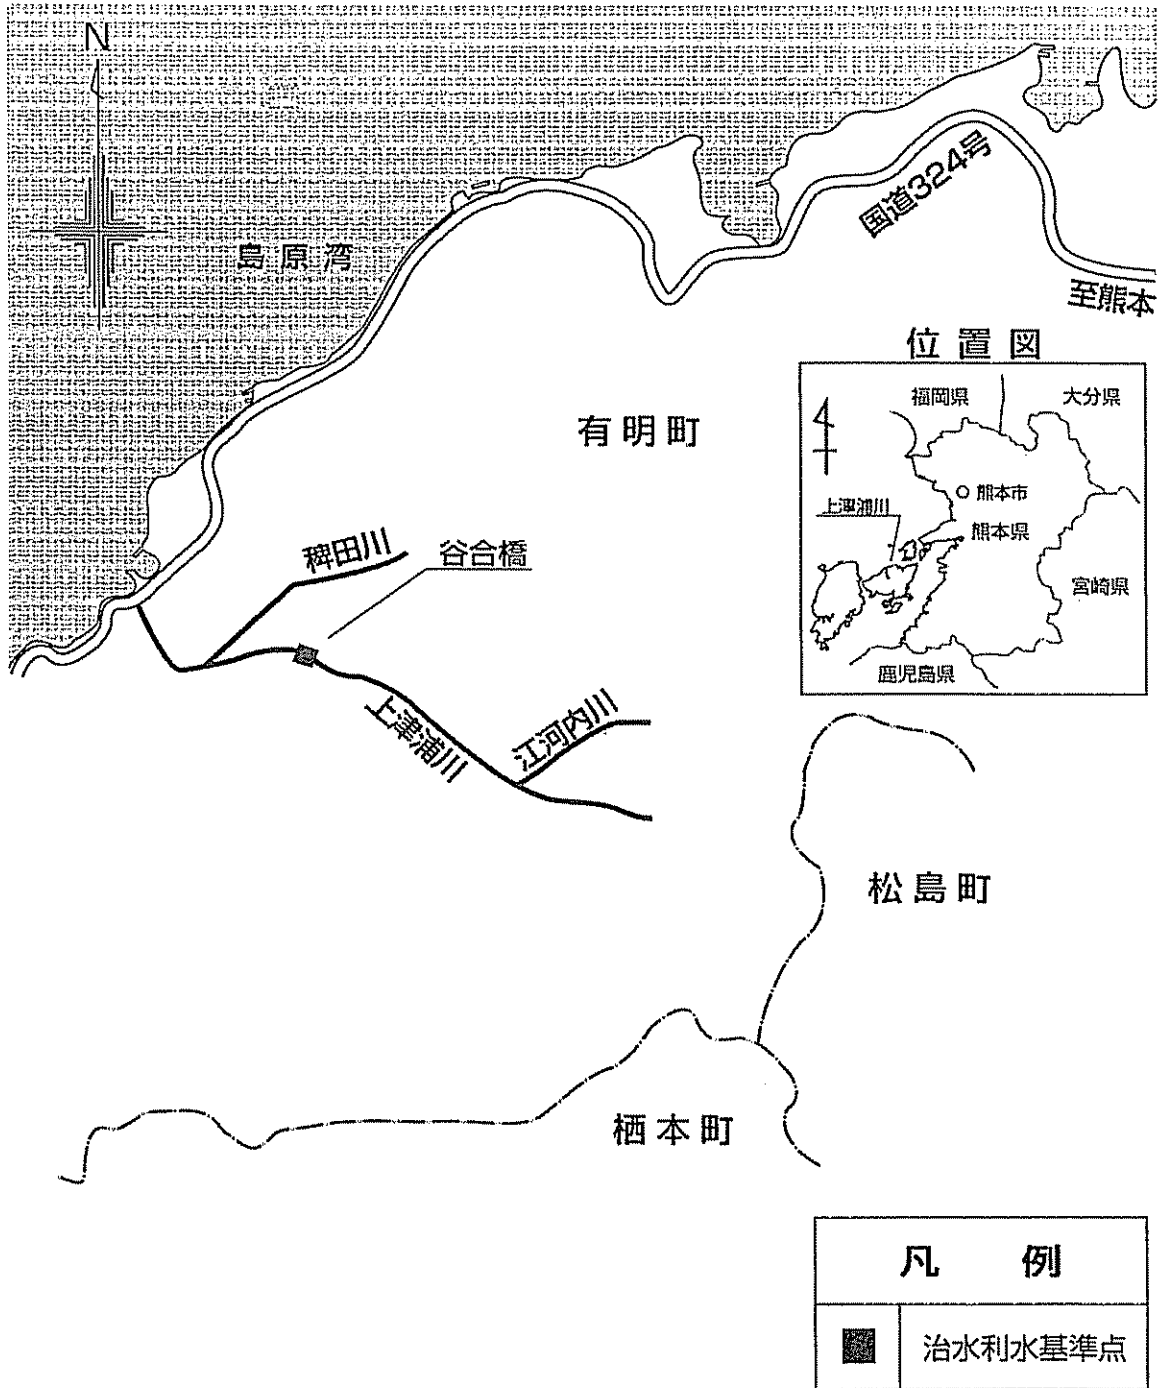 N
島原湾
国道324号
至熊本
位置図
福岡県
大分県
熊本市
上津浦川
熊本県
宮崎県
鹿児島県
有明町
稗田川
谷合橋
上津浦川
江河内川
松島町
栖本町
凡 例
治水利水基準点